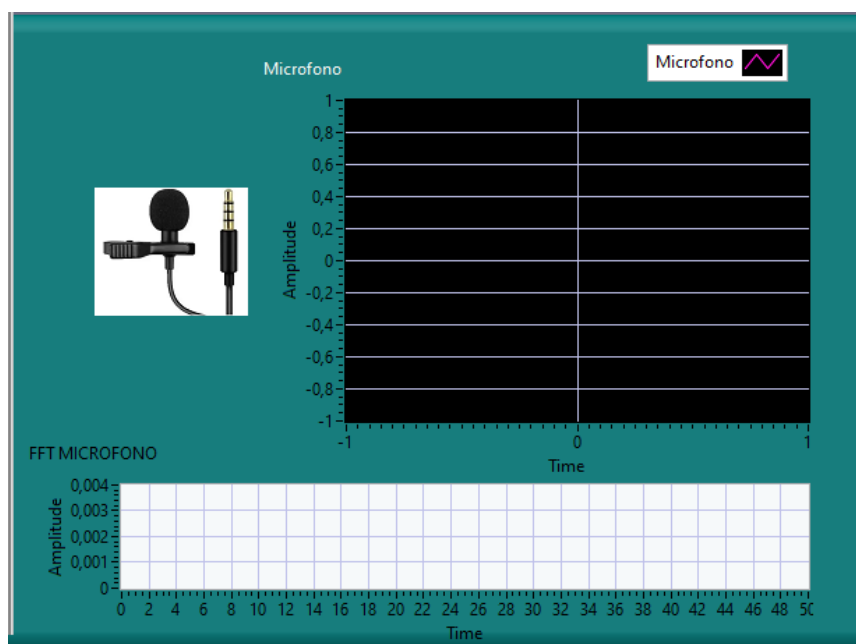 Microfono
Microfono
1
0,8
0,6
0,4
0,2
0
-0,2
-0,4
-0,6
-0,8
-1
Amplitude
-1 0 1
Time
FFT MICROFONO
0,004
0,003
0,002
0,001
0
Amplitude
0 2 4 6 8 10 12 14 16 18 20 22 24 26 28 30 32 34 36 38 40 42 44 46 48 50
Time